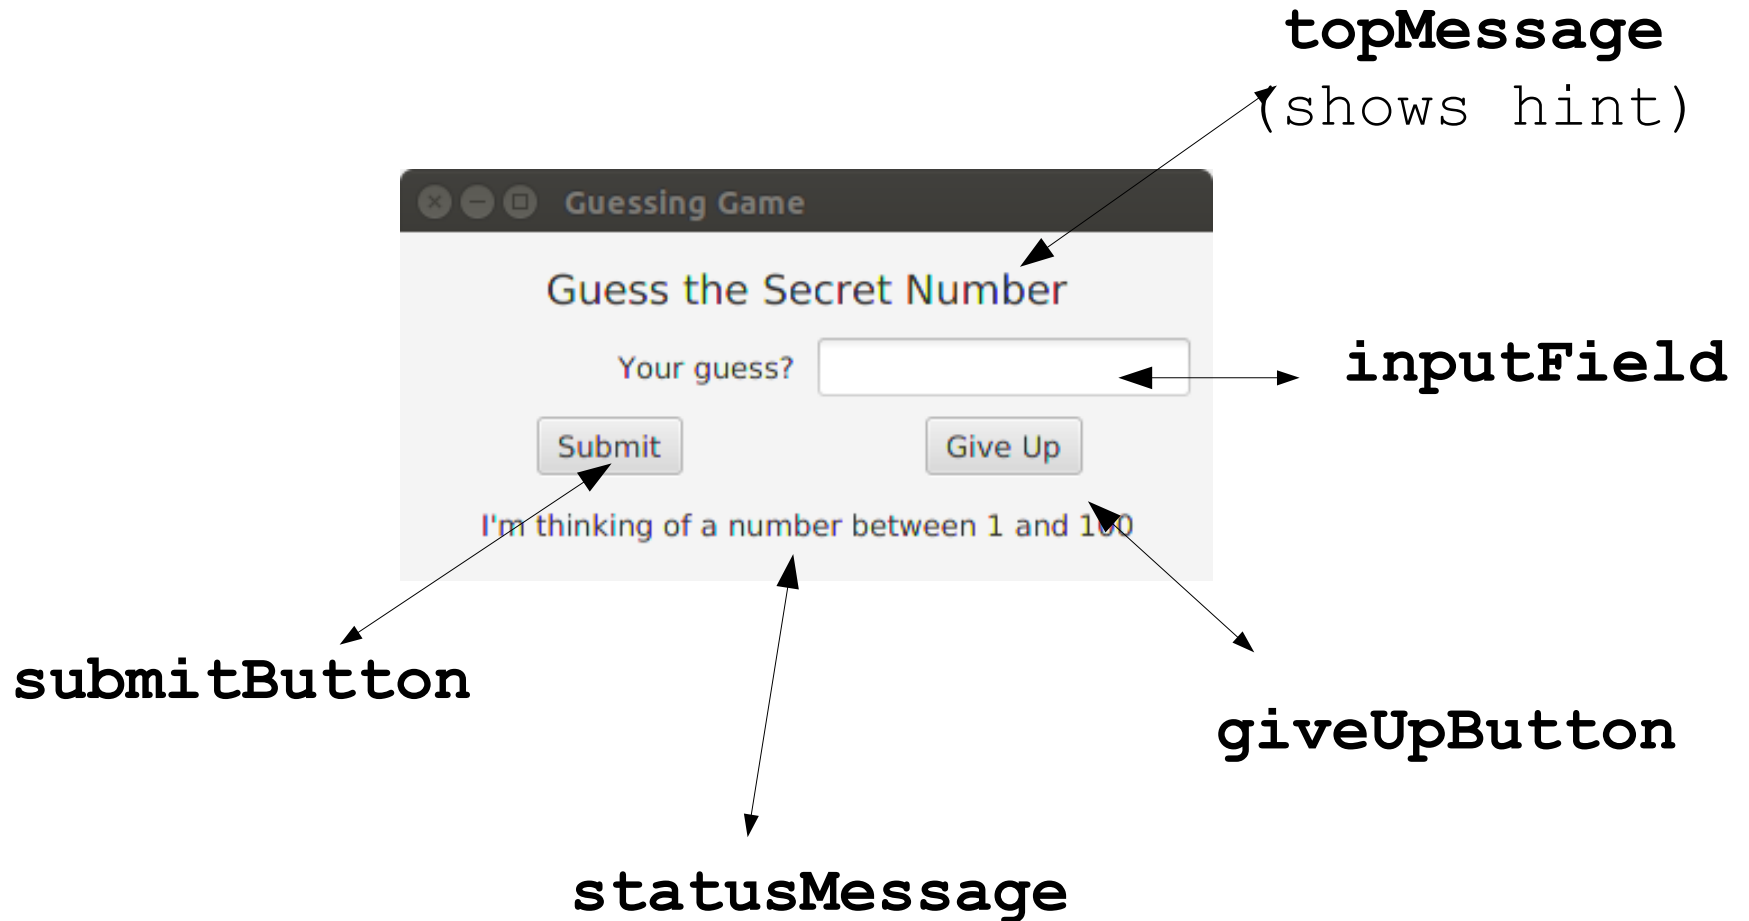 topMessage
(shows hint)
Guessing Game
Guess the Secret Number
Your guess?
inputField
Submit
Give Up
I'm thinking of a number between 1 and 100
submitButton
giveUpButton
statusMessage